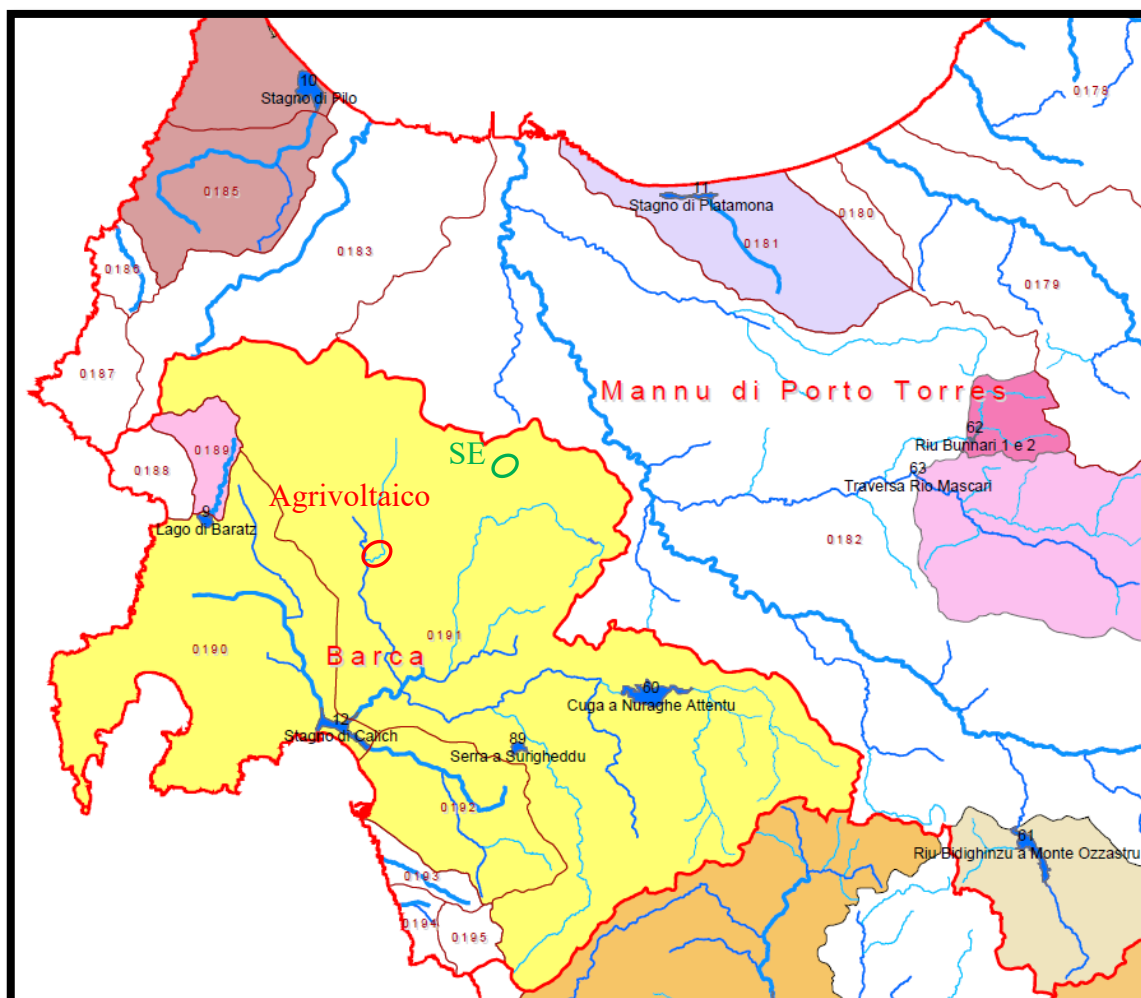 10
Stagno di Pilo
0178
0185
11
Stagno di Platamona
0180
0181
0183
0186
0179
0187
Mannu di Porto Torres
62
Riu Bunnari 1 e 2
0189
SE
63
Traversa Rio Mascari
0188
Agrivoltaico
9
Lago di Baratz
0182
0191
0190
Barca
60
Cuga a Nuraghe Attentu
12
Stagno di Calich
89
Serra a Surigheddu
0192
61
Riu Bidighinzu a Monte Ozzastru
0193
0194
0195